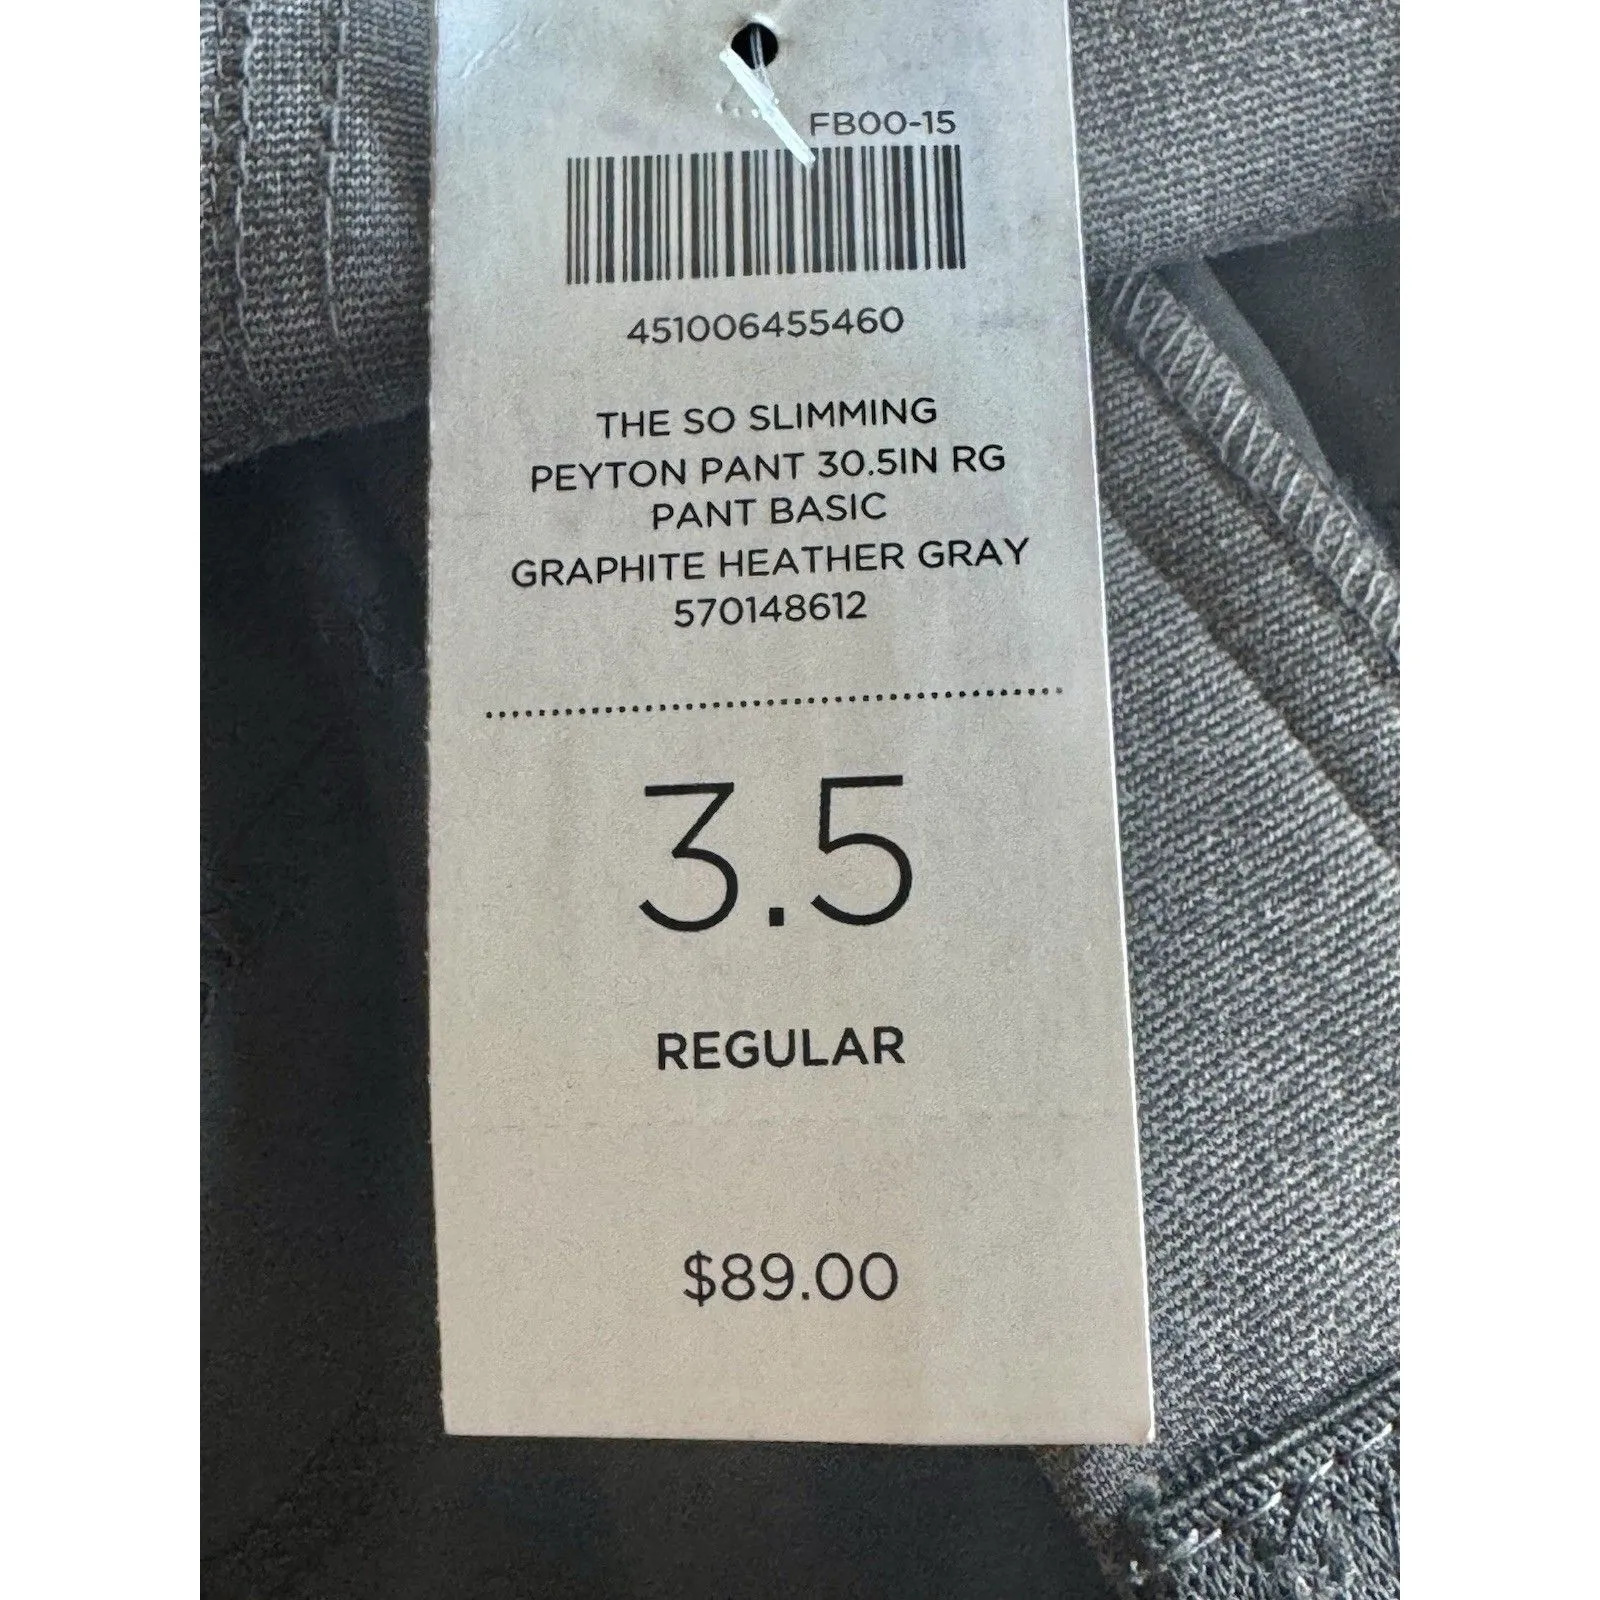 FB00-15
451006455460
THE SO SLIMMING
PEYTON PANT 30.5IN RG
PANT BASIC
GRAPHITE HEATHER GRAY
570148612
3.5
REGULAR
$89.00